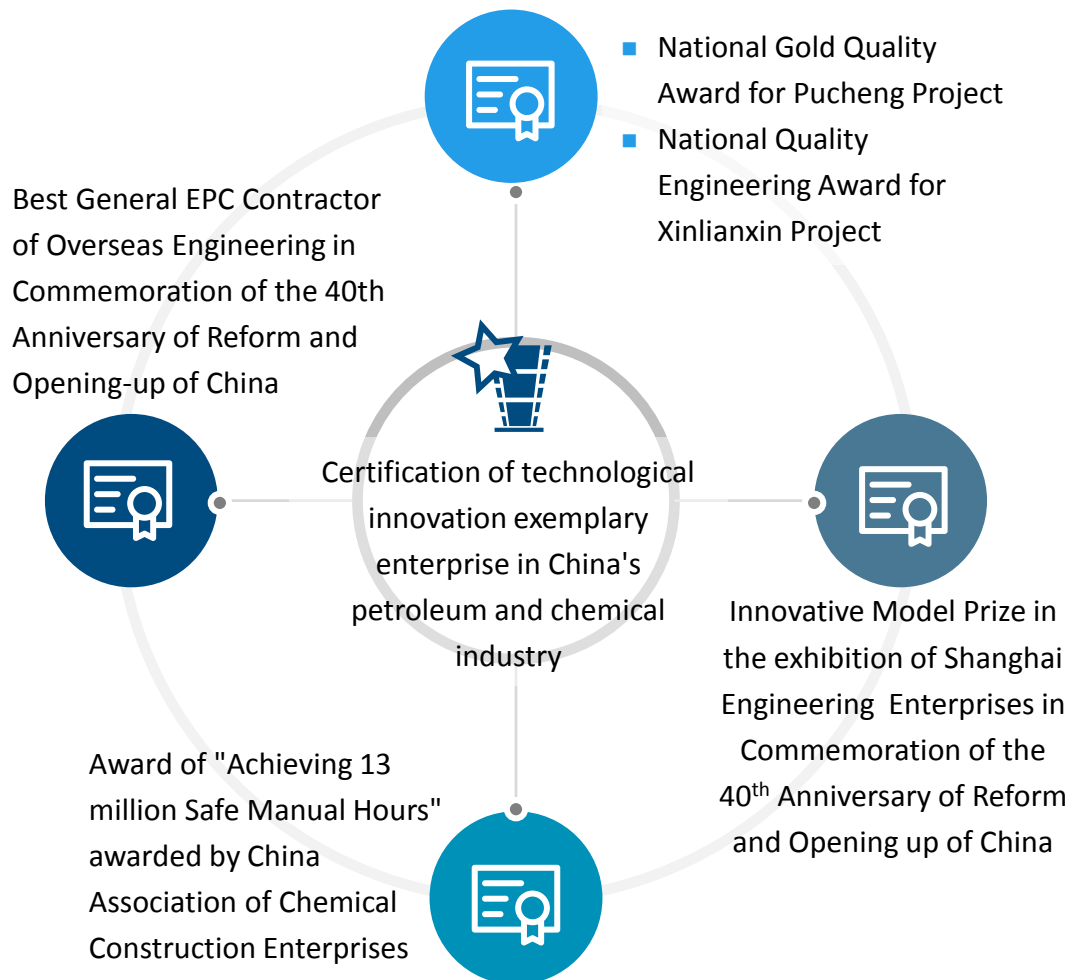 National Gold Quality
Award for Pucheng Project
National Quality
Engineering Award for
Xinlianxin Project
Best General EPC Contractor
of Overseas Engineering in
Commemoration of the 40th
Anniversary of Reform and
Opening-up of China
Certification of technological
innovation exemplary
enterprise in China's
petroleum and chemical
industry
Innovative Model Prize in
the exhibition of Shanghai
Engineering Enterprises in
Commemoration of the
40th Anniversary of Reform
and Opening up of China
Award of "Achieving 13
million Safe Manual Hours"
awarded by China
Association of Chemical
Construction Enterprises